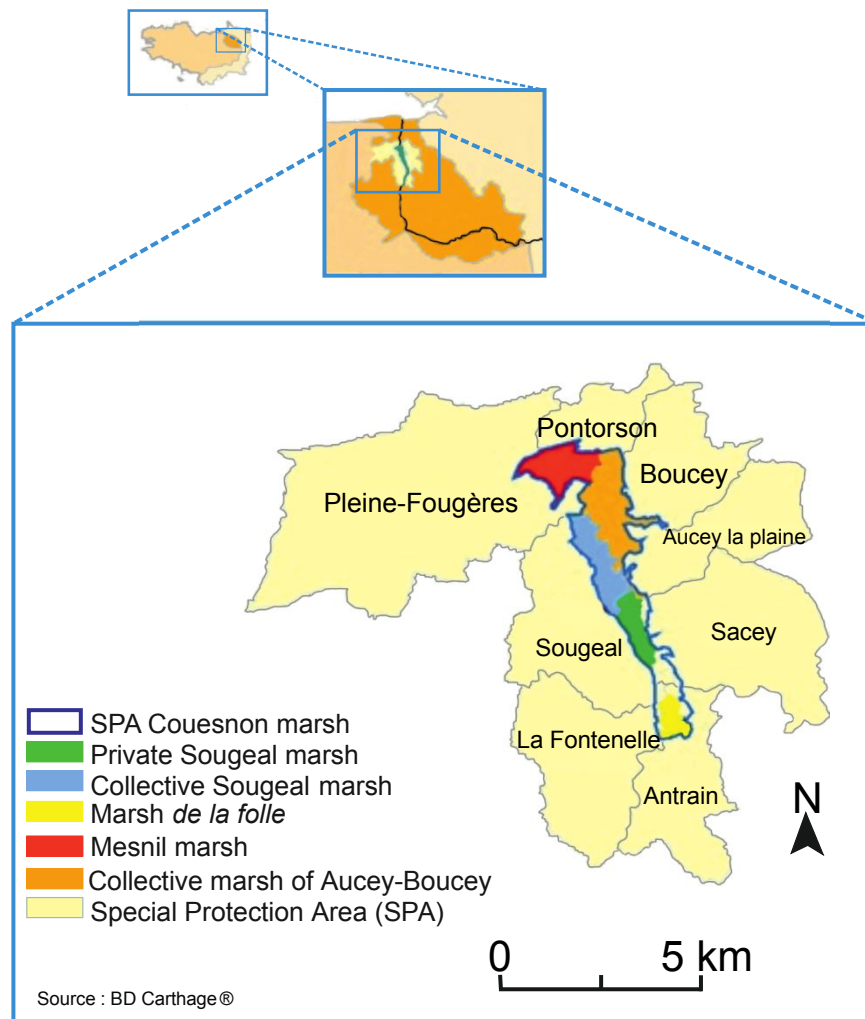 Pontorson
Boucey
Pleine-Fougères
Aucey la plaine
Sougeal
Sacey
La Fontenelle
Antrain
SPA Couesnon marsh
Private Sougeal marsh
Collective Sougeal marsh
Marsh de la folle
Mesnil marsh
Collective marsh of Aucey-Boucey
Special Protection Area (SPA)
N
0 5 km
Source : BD Carthage®